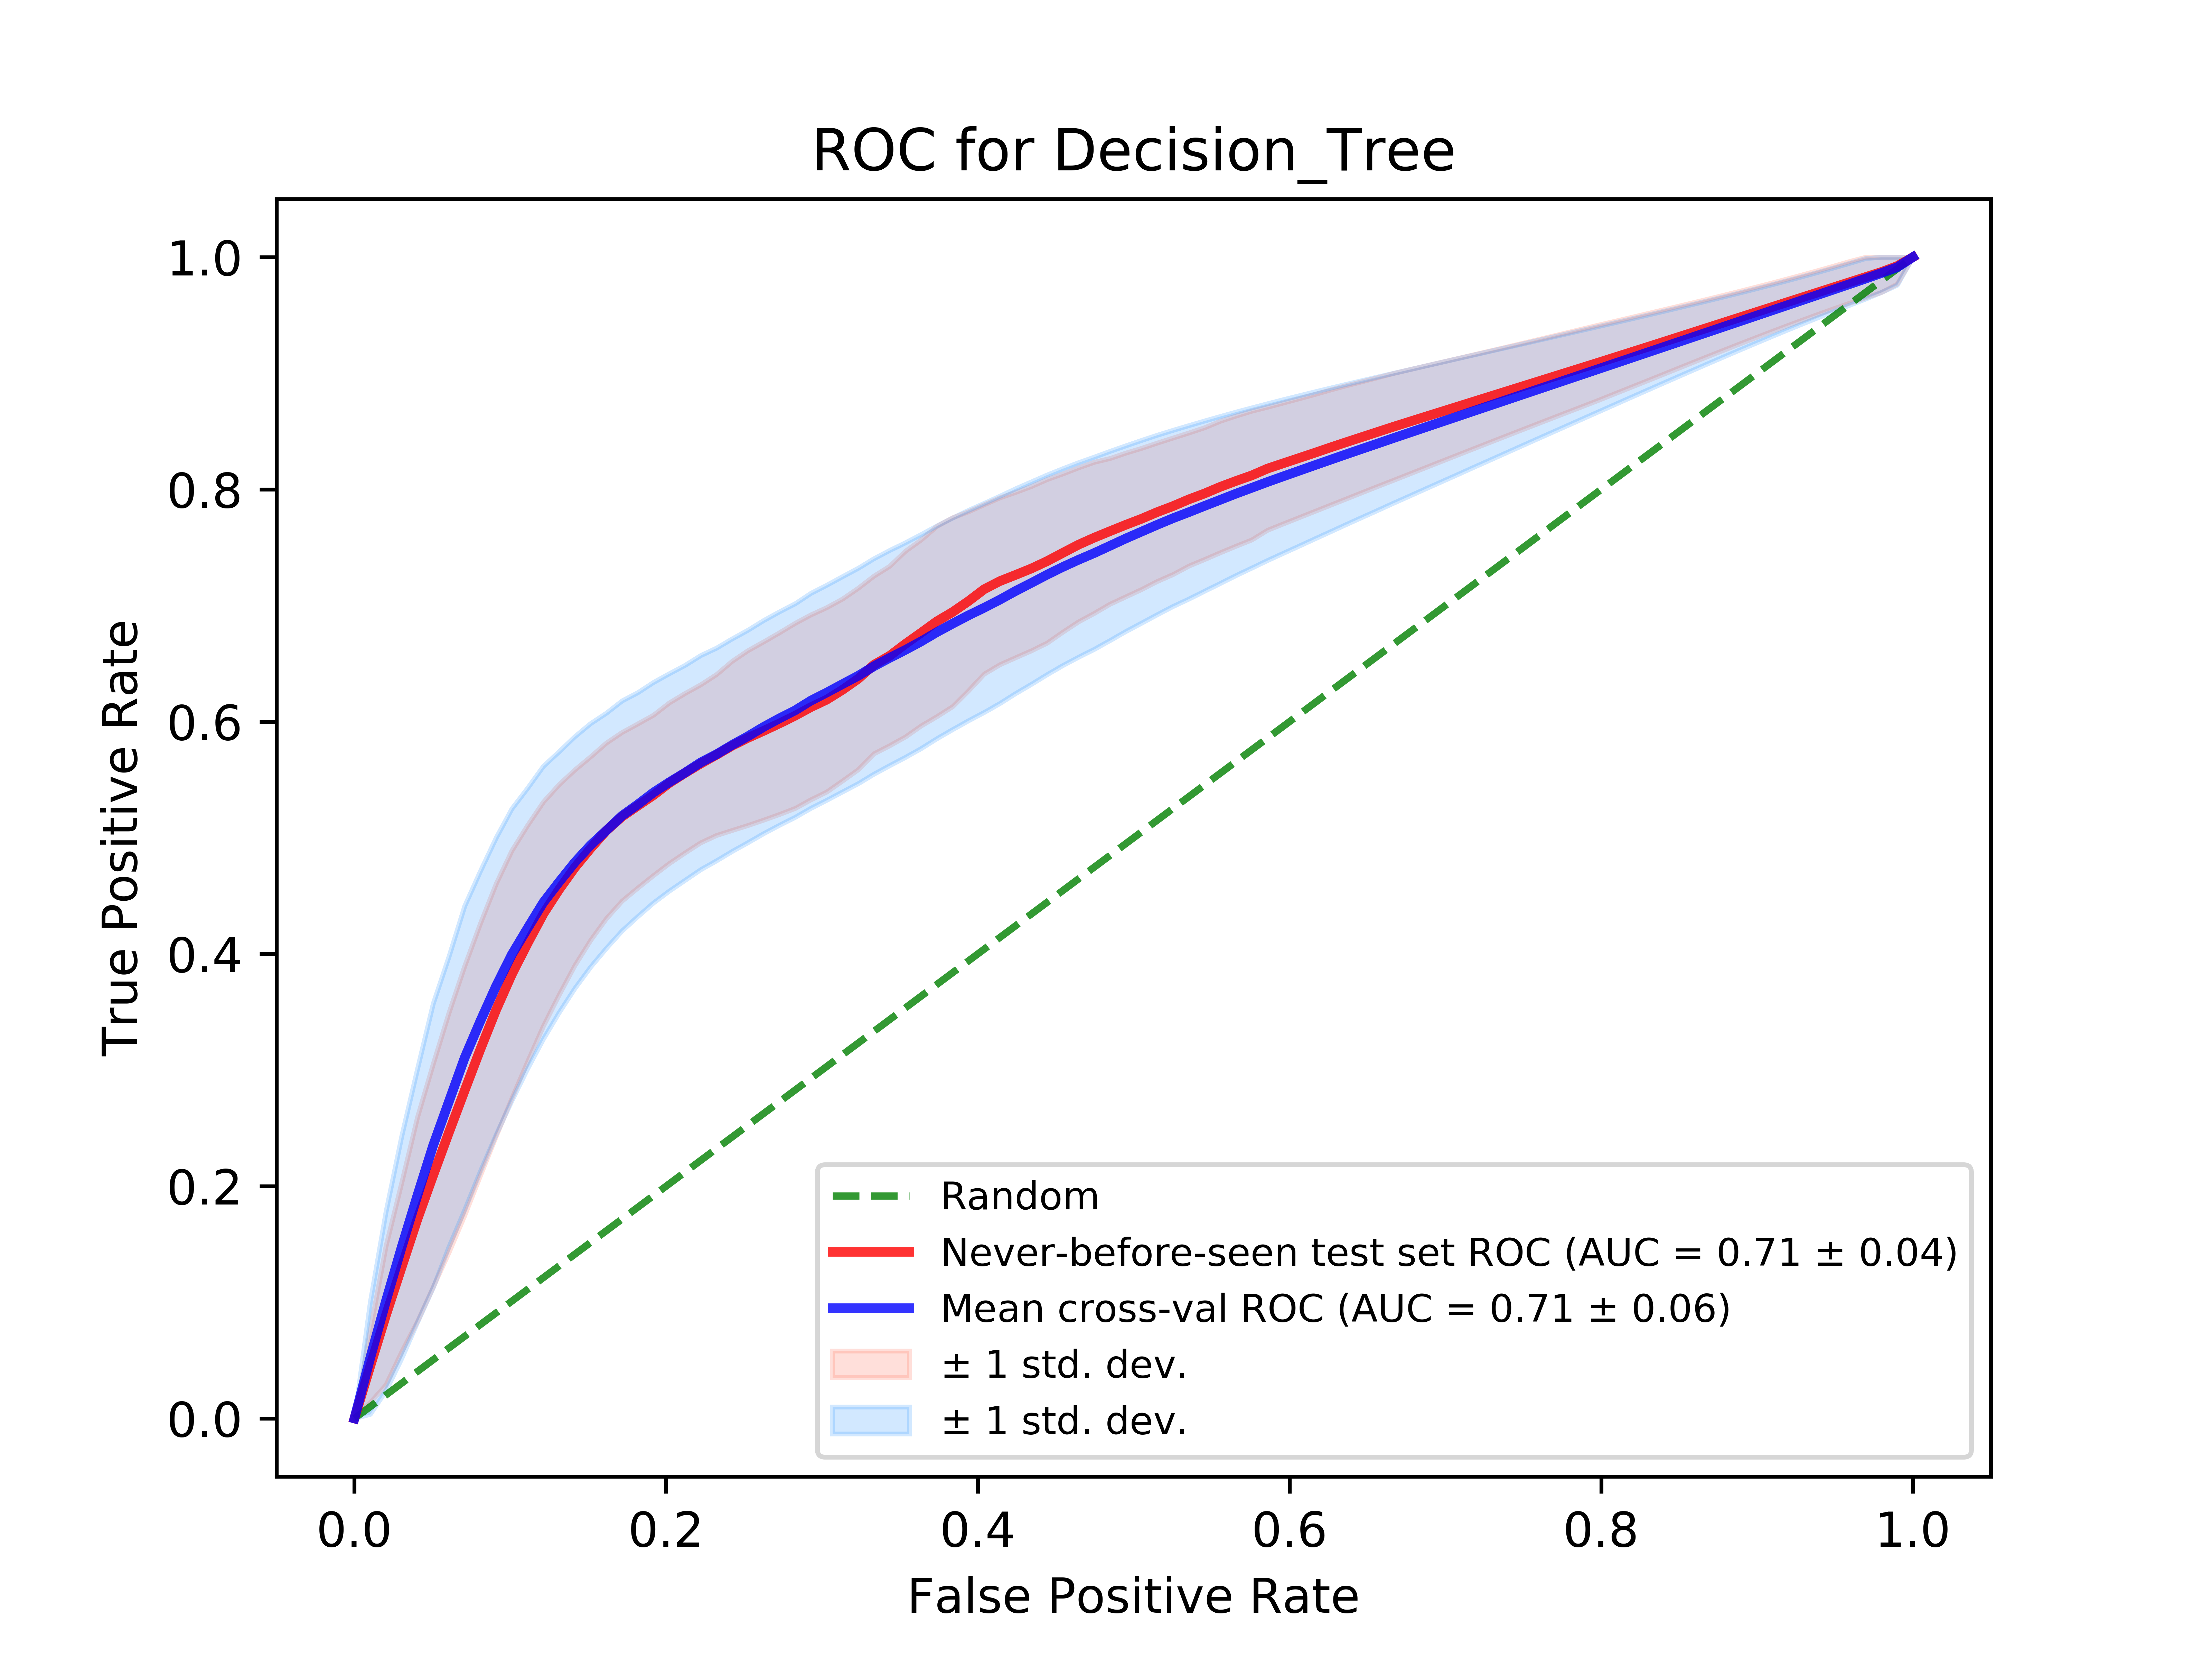 ROC for Decision_Tree
1.0
0.8
0.6
0.4
0.2
0.0
True Positive Rate
Random
Never-before-seen test set ROC (AUC = 0.71 ± 0.04)
Mean cross-val ROC (AUC = 0.71 ± 0.06)
± 1 std. dev.
± 1 std. dev.
0.0 0.2 0.4 0.6 0.8 1.0
False Positive Rate